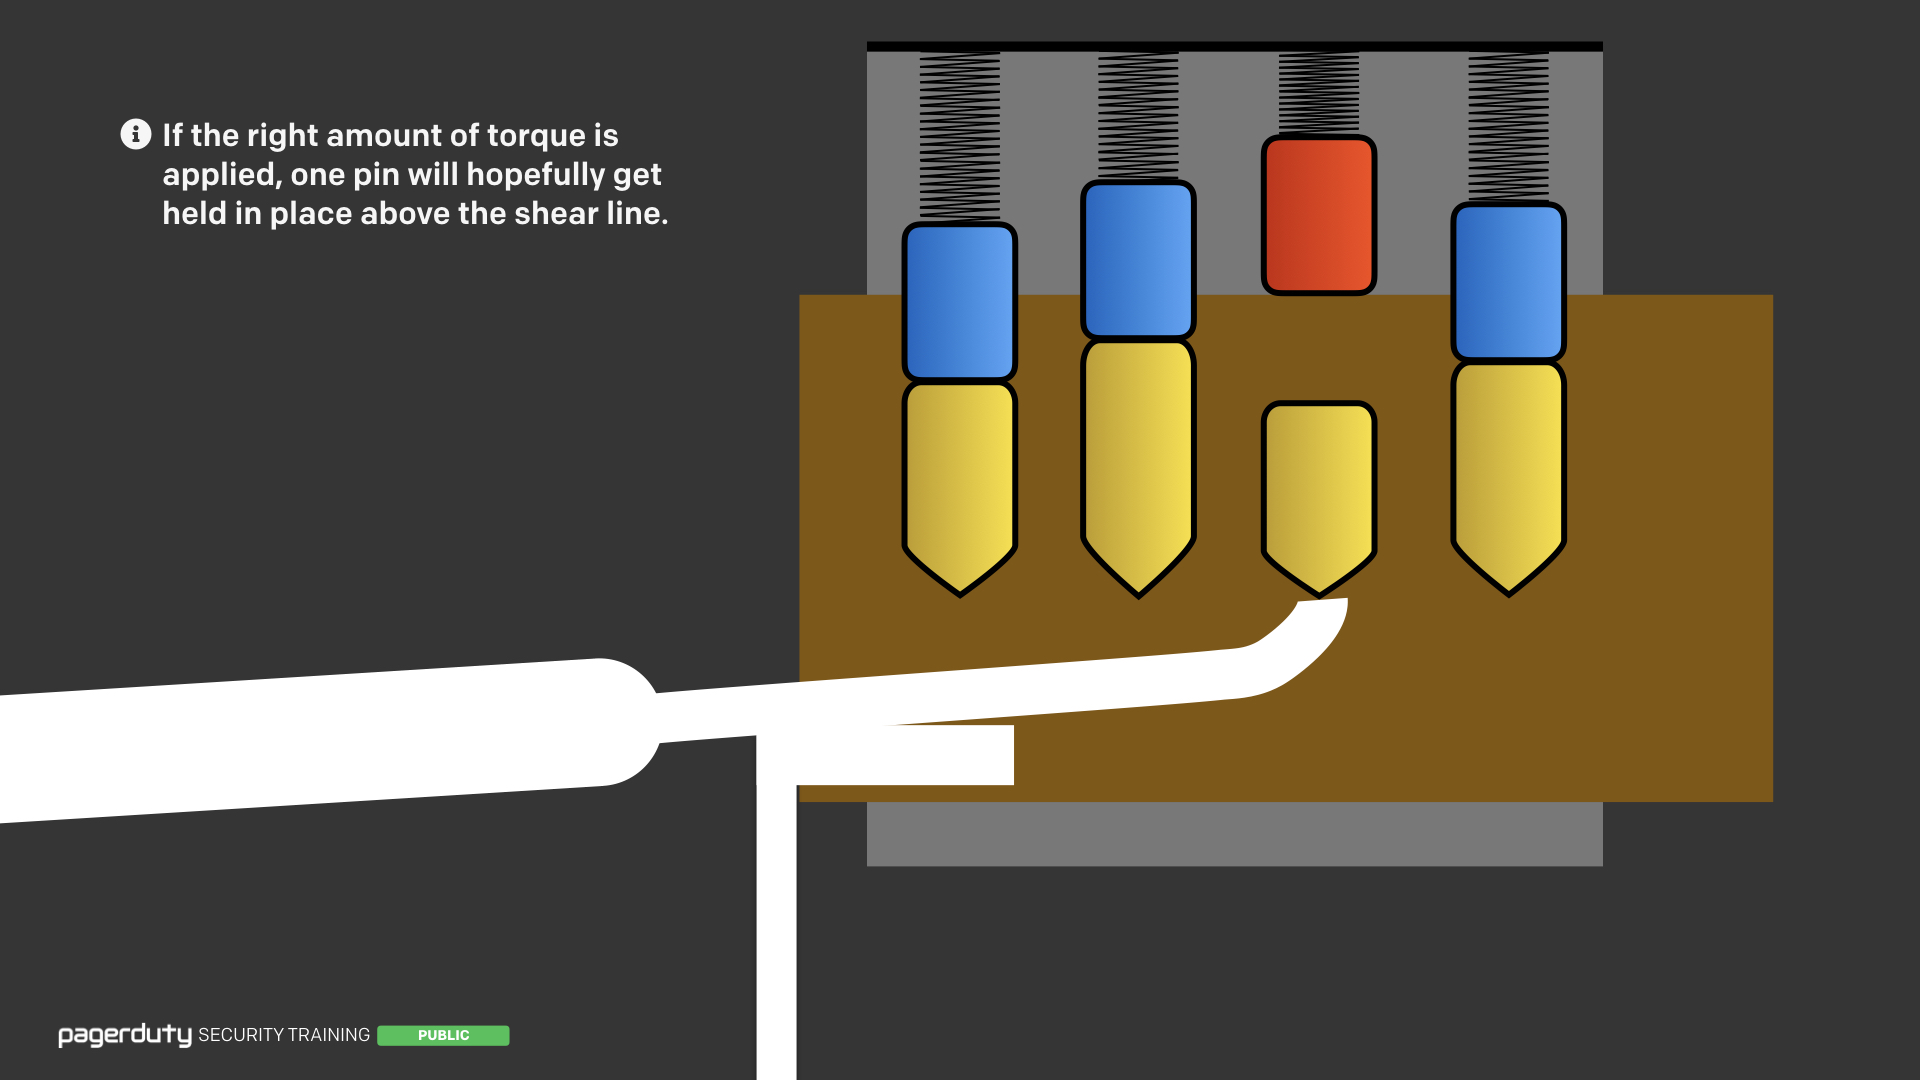 If the right amount of torque is
applied, one pin will hopefully get
held in place above the shear line.
pagerduty SECURITY TRAINING PUBLIC